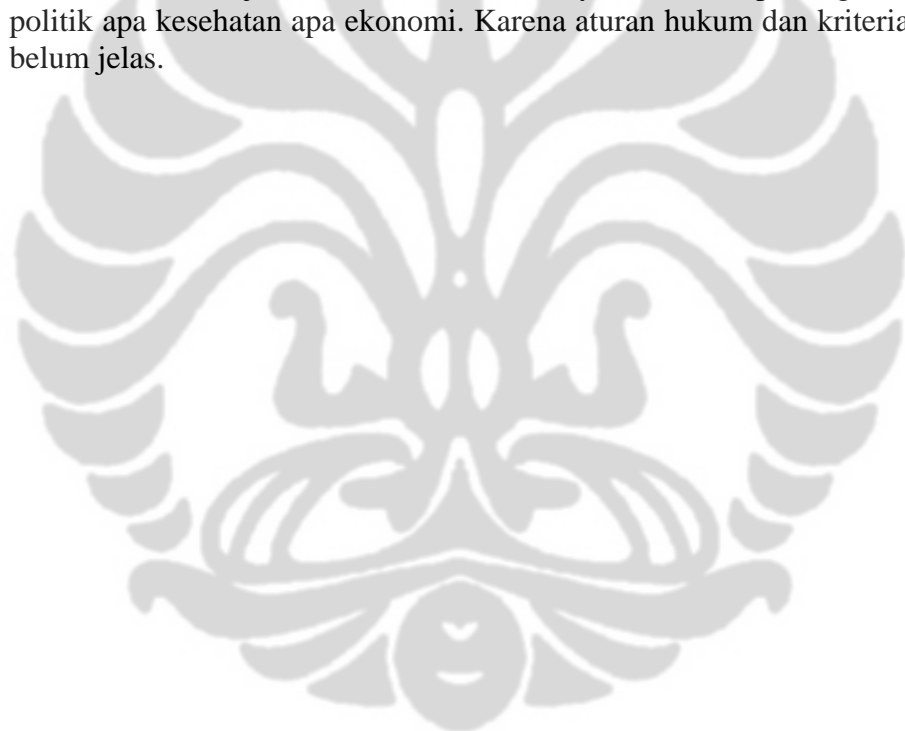 politik apa kesehatan apa ekonomi. Karena aturan hukum dan kriteria
belum jelas.